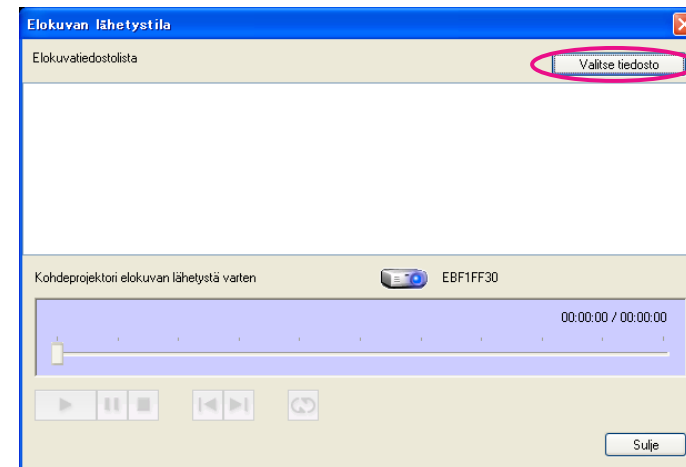 Elokuvan lähetystila
Elokuvatiedostolista
Valitse tiedosto
Kohdeprojektori elokuvan lähetystä varten
EBF1FF30
00:00:00 / 00:00:00
Sulje